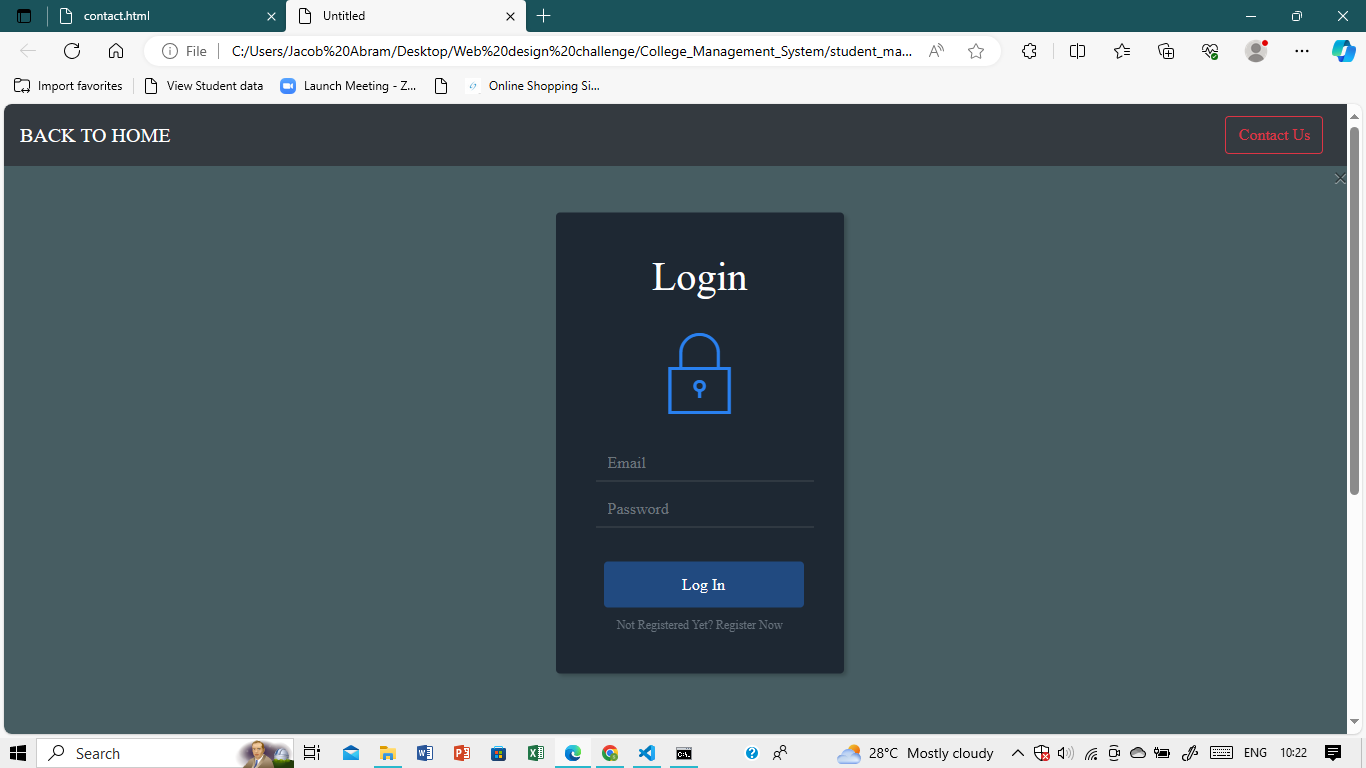 contact.html
Untitled
File
C:/Users/Jacob%20Abram/Desktop/Web%20design%20challenge/College_Management_System/student_ma...
Import favorites
View Student data
Launch Meeting - Z...
Online Shopping Si...
BACK TO HOME
Contact Us
Login
Email
Password
Log In
Not Registered Yet? Register Now
Search
28°C Mostly cloudy
ENG
10:22